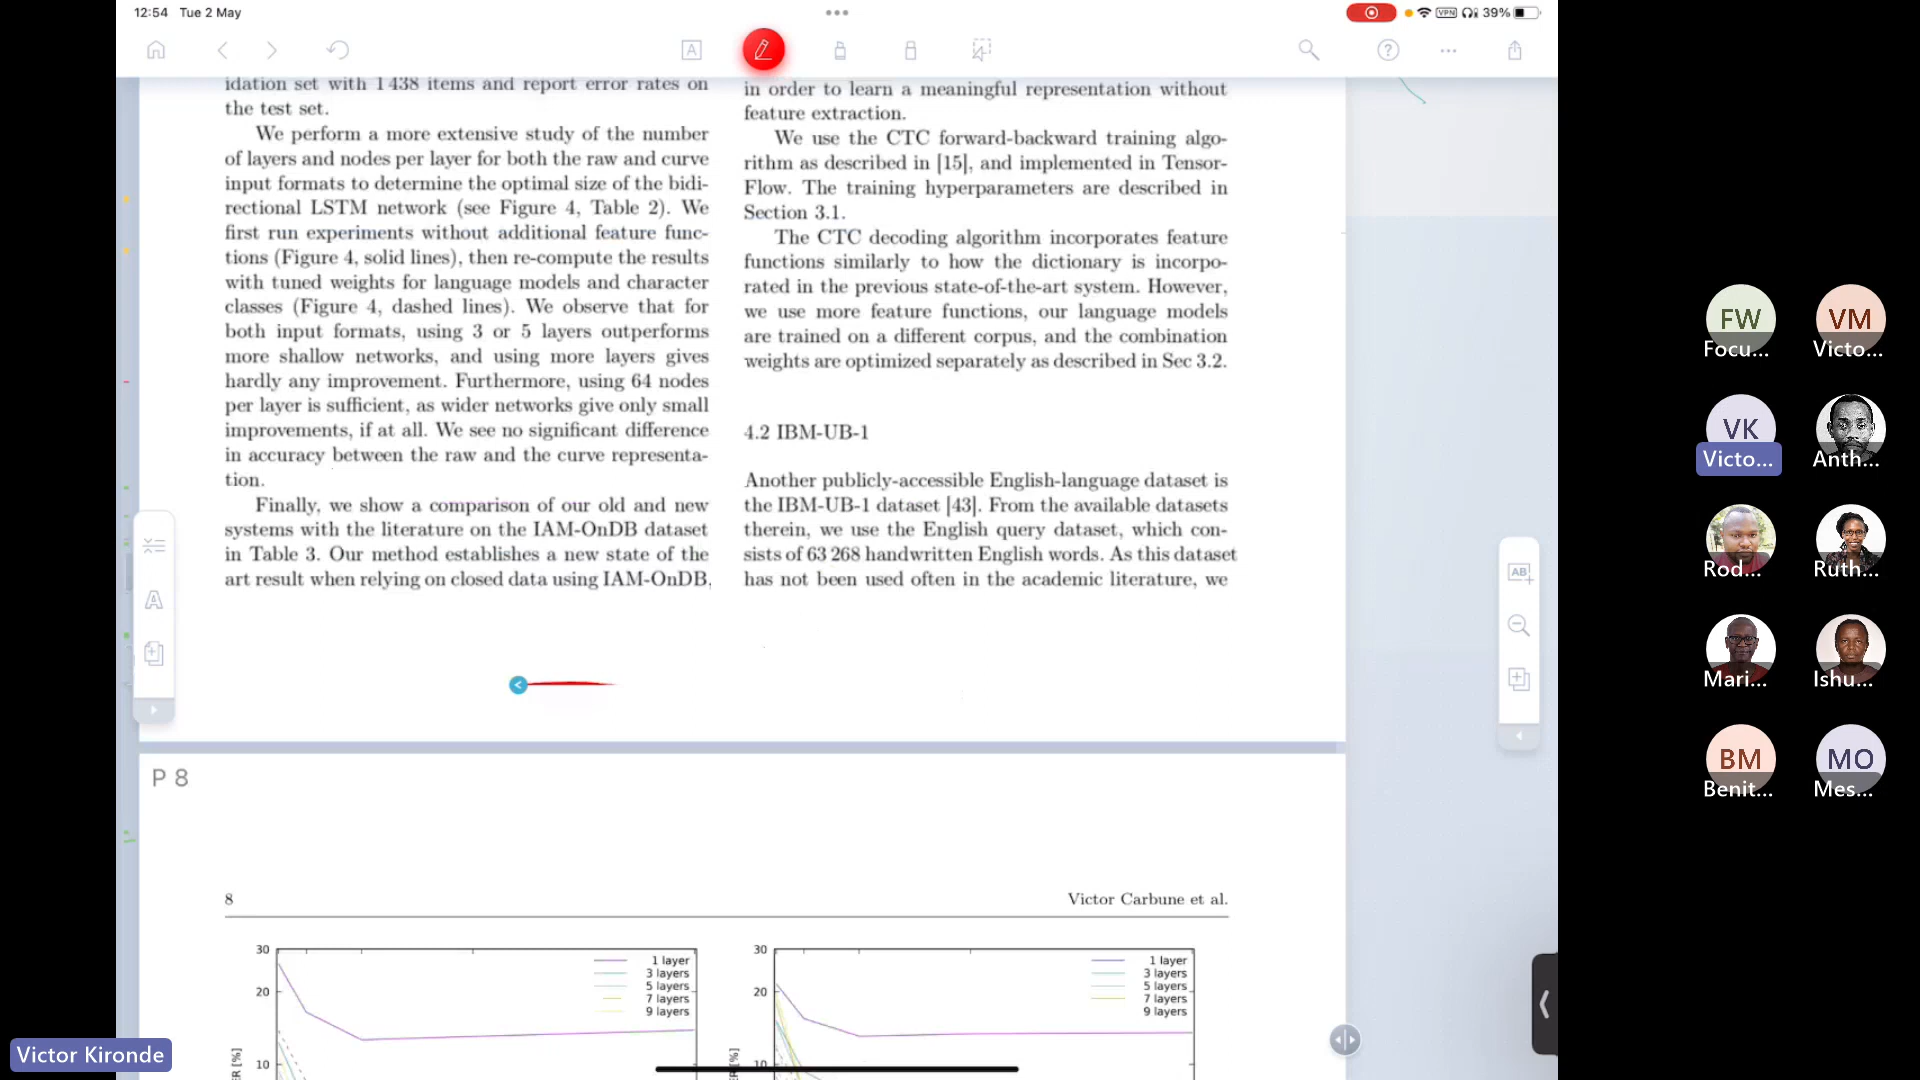 12:54 Tue 2 May
VPN 39%
idation set with 1 438 items and report error rates on
the test set.
We perform a more extensive study of the number
of layers and nodes per layer for both the raw and curve
input formats to determine the optimal size of the bidi-
rectional LSTM network (see Figure 4, Table 2). We
first run experiments without additional feature func-
tions (Figure 4, solid lines), then re-compute the results
with tuned weights for language models and character
classes (Figure 4, dashed lines). We observe that for
both input formats, using 3 or 5 layers outperforms
more shallow networks, and using more layers gives
hardly any improvement. Furthermore, using 64 nodes
per layer is sufficient, as wider networks give only small
improvements, if at all. We see no significant difference
in accuracy between the raw and the curve representa-
tion.
Finally, we show a comparison of our old and new
systems with the literature on the IAM-OnDB dataset
in Table 3. Our method establishes a new state of the
art result when relying on closed data using IAM-OnDB,
in order to learn a meaningful representation without
feature extraction.
We use the CTC forward-backward training algo-
rithm as described in [15], and implemented in Tensor-
Flow. The training hyperparameters are described in
Section 3.1.
The CTC decoding algorithm incorporates feature
functions similarly to how the dictionary is incorpo-
rated in the previous state-of-the-art system. However,
we use more feature functions, our language models
are trained on a different corpus, and the combination
weights are optimized separately as described in Sec 3.2.
4.2 IBM-UB-1
Another publicly-accessible English-language dataset is
the IBM-UB-1 dataset [43]. From the available datasets
therein, we use the English query dataset, which con-
sists of 63 268 handwritten English words. As this dataset
has not been used often in the academic literature, we
P 8
8 Victor Carbune et al.
30
20
10
1 layer
3 layers
5 layers
7 layers
9 layers
30
20
10
1 layer
3 layers
5 layers
7 layers
9 layers
FW VM
Focu... Victo...
VK
Victo... Anth...
Rod... Ruth...
Mari... Ishu...
BM MO
Benit... Mes...
Victor Kironde